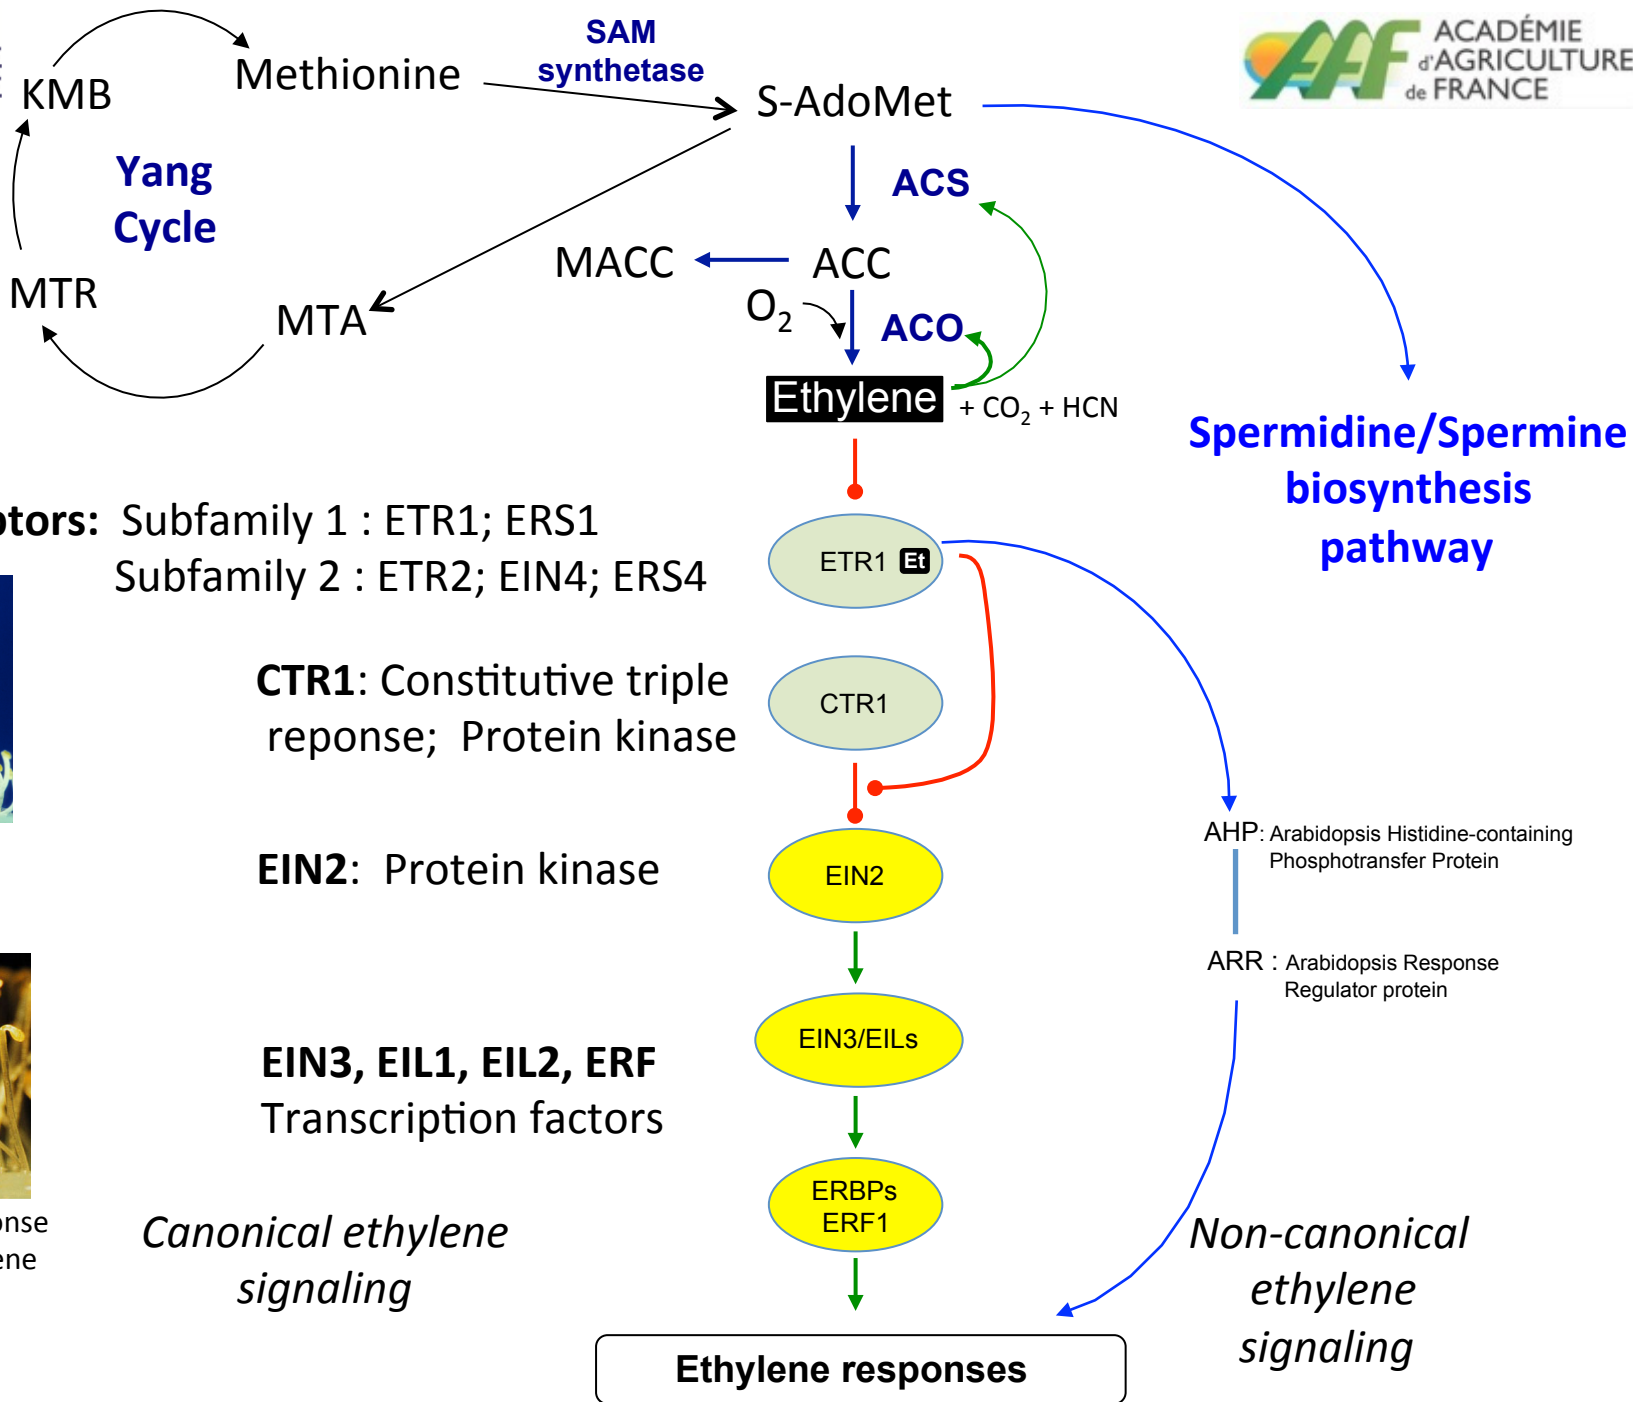 SAM
synthetase
ACADÉMIE
d'AGRICULTURE
de FRANCE
KMB
Methionine
S-AdoMet
Yang
Cycle
ACS
MACC
ACC
MTR
O2
MTA
ACO
Ethylene
+ CO2 + HCN
Spermidine/Spermine
biosynthesis
pathway
ptors: Subfamily 1 : ETR1; ERS1
Subfamily 2 : ETR2; EIN4; ERS4
ETR1 Et
CTR1: Constitutive triple
reponse; Protein kinase
CTR1
AHP: Arabidopsis Histidine-containing
Phosphotransfer Protein
EIN2: Protein kinase
EIN2
ARR : Arabidopsis Response
Regulator protein
EIN3/EILs
EIN3, EIL1, EIL2, ERF
Transcription factors
ERBPs
ERF1
onse
ene
Canonical ethylene
signaling
Non-canonical
ethylene
signaling
Ethylene responses